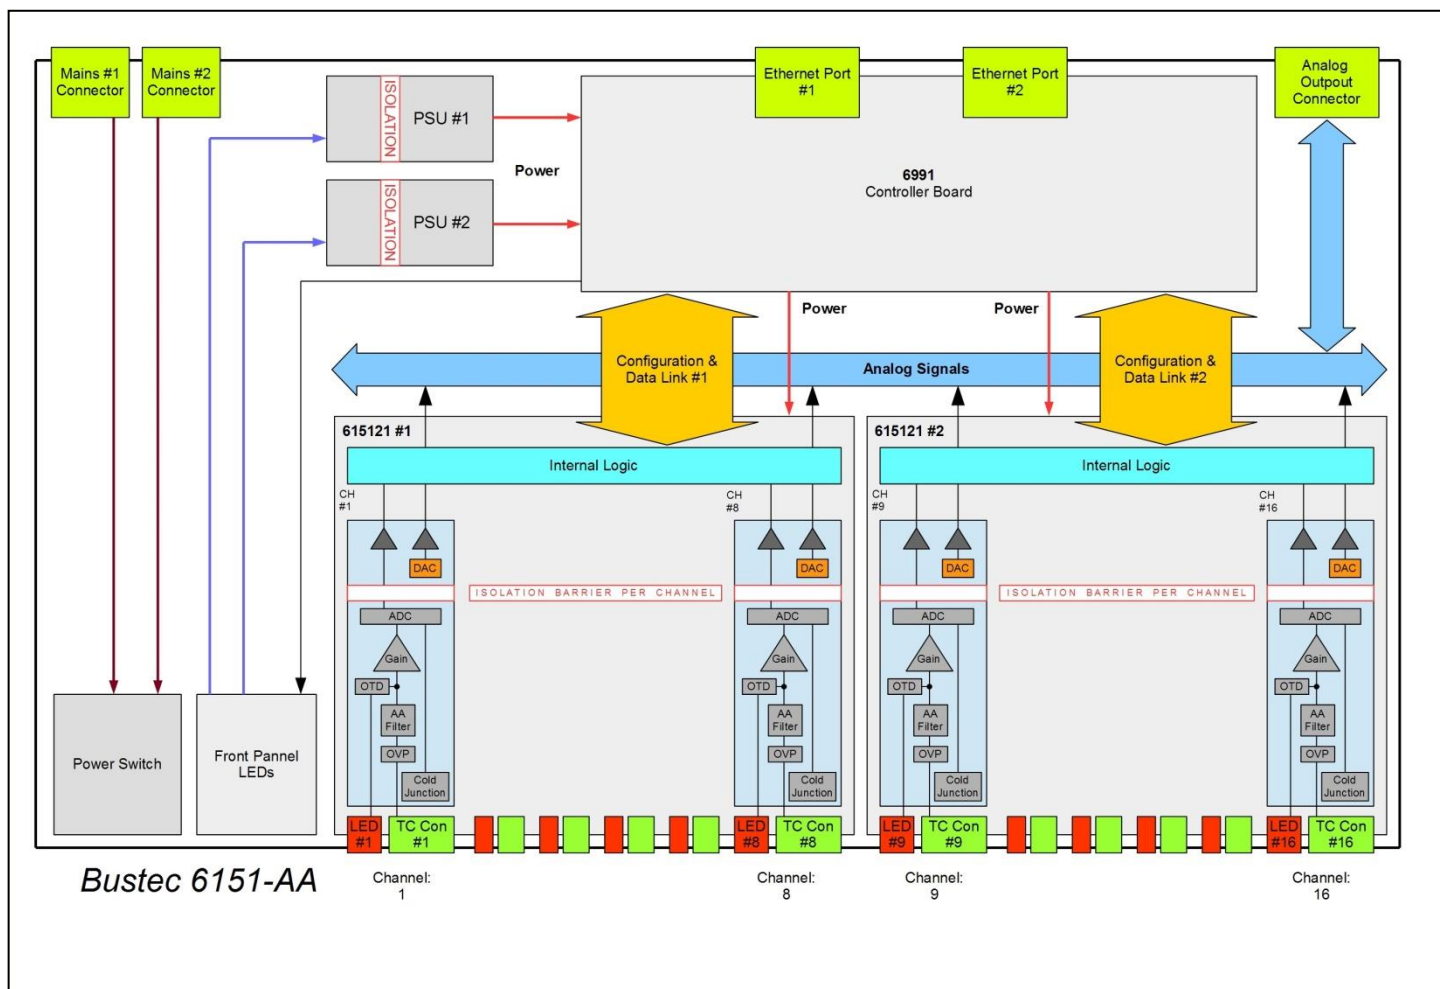 Mains #1
Connector
Mains #2
Connector
ISOLATION
PSU #1
Ethernet Port
#1
Ethernet Port
#2
Analog
Outpout
Connector
Power
6991
Controller Board
ISOLATION
PSU #2
Power
Power
Configuration &
Data Link #1
Analog Signals
Configuration &
Data Link #2
615121 #1
615121 #2
Internal Logic
Internal Logic
CH
#1
CH
#8
CH
#9
CH
#16
DAC
DAC
DAC
DAC
ISOLATION BARRIER PER CHANNEL
ISOLATION BARRIER PER CHANNEL
ADC
ADC
ADC
ADC
Gain
Gain
Gain
Gain
OTD
OTD
OTD
OTD
AA
Filter
AA
Filter
AA
Filter
AA
Filter
OVP
OVP
OVP
OVP
Cold
Junction
Cold
Junction
Cold
Junction
Cold
Junction
Power Switch
Front Pannel
LEDs
LED
#1
TC Con
#1
LED
#8
TC Con
#8
LED
#9
TC Con
#9
LED
#16
TC Con
#16
Bustec 6151-AA
Channel:
1
Channel:
8
Channel:
9
Channel:
16